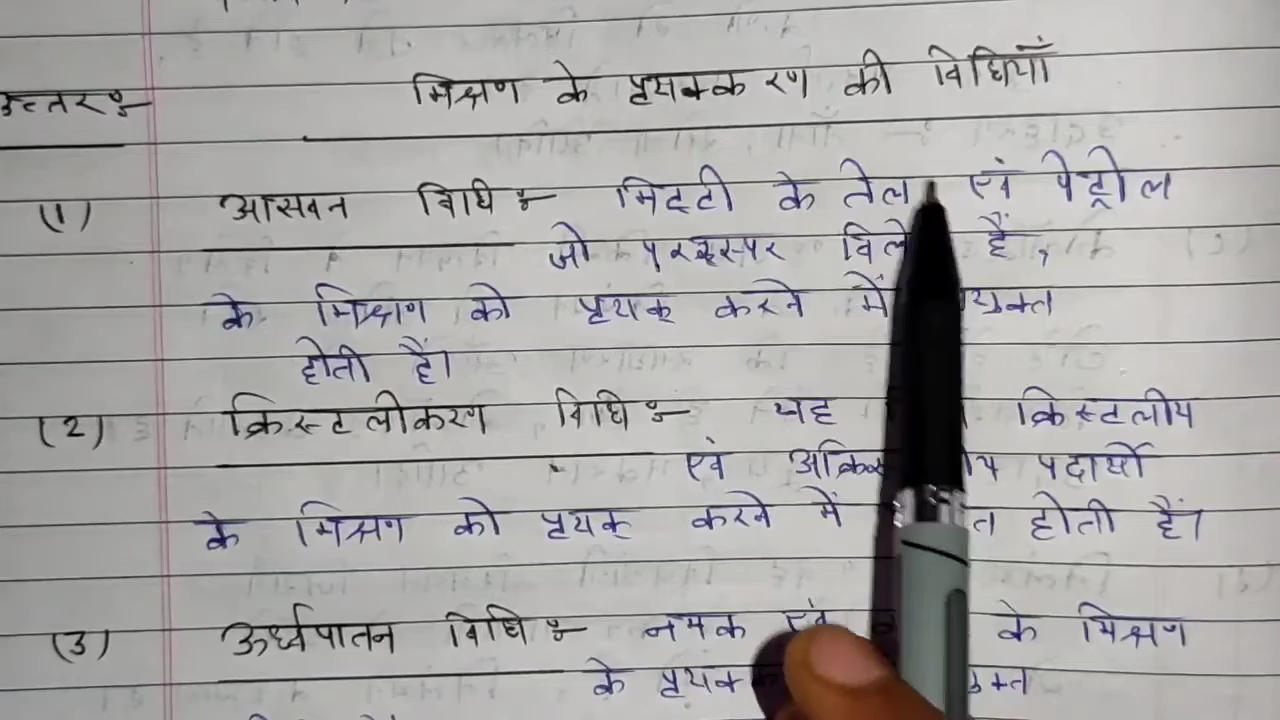 उत्तर:-
मिश्रण के पृथक्करण की विधियाँ
(1) आसवन विधि:- मिट्टी के तेल एवं पेट्रोल
जो परस्पर हैं,
के मिश्रण को पृथक् करने में
होती हैं।
(2) क्रिस्टलीकरण विधि:- यह क्रिस्टलीय
एवं पदार्थो
के मिश्रण को पृथक् करने में होती हैं।
(3) ऊर्ध्वपातन विधि:- नमक एवं के मिश्रण
के